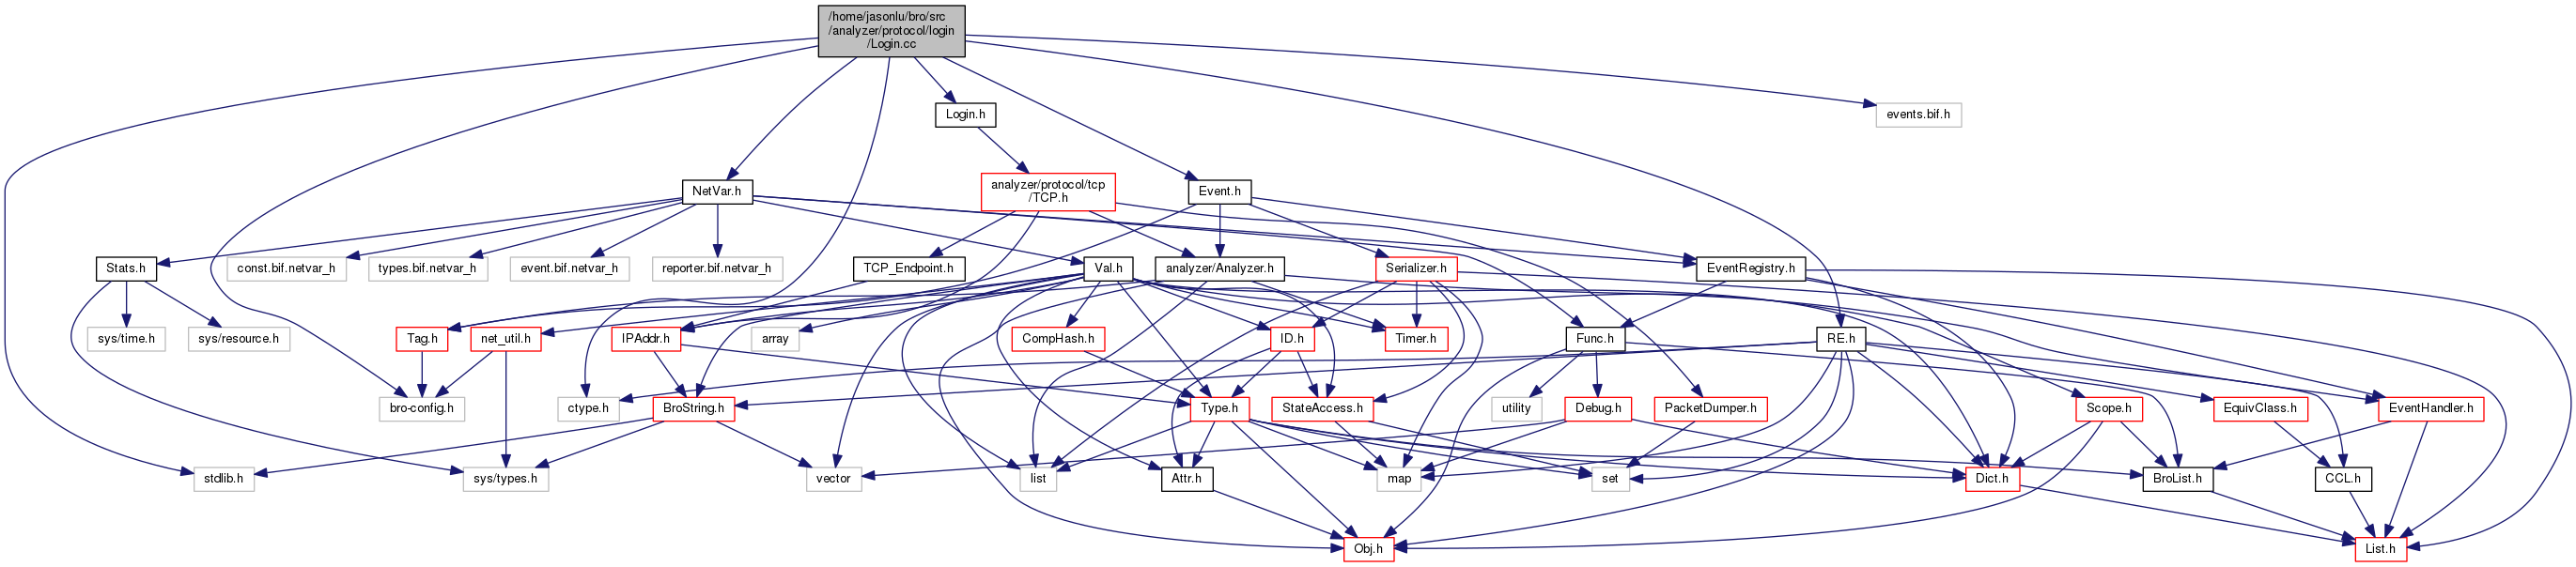 /home/jasonlu/bro/src
/analyzer/protocol/login
/Login.cc
Login.h
events.bif.h
NetVar.h
analyzer/protocol/tcp
/TCP.h
Event.h
Stats.h
const.bif.netvar_h
types.bif.netvar_h
event.bif.netvar_h
reporter.bif.netvar_h
TCP_Endpoint.h
Val.h
analyzer/Analyzer.h
Serializer.h
EventRegistry.h
sys/time.h
sys/resource.h
Tag.h
net_util.h
IPAddr.h
array
CompHash.h
ID.h
Timer.h
Func.h
RE.h
bro-config.h
ctype.h
BroString.h
Type.h
StateAccess.h
utility
Debug.h
PacketDumper.h
Scope.h
EquivClass.h
EventHandler.h
stdlib.h
sys/types.h
vector
list
Attr.h
map
set
Dict.h
BroList.h
CCL.h
Obj.h
List.h